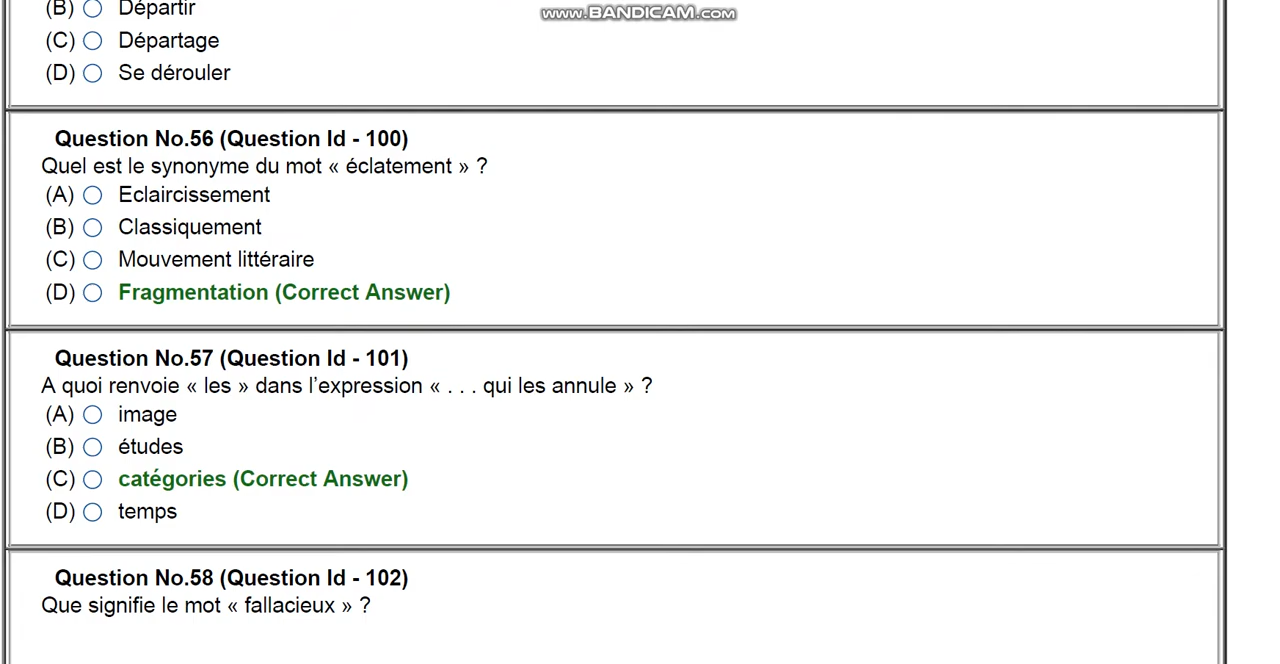 (B) Départir
www.BANDICAM.com
(C) Départage
(D) Se dérouler
Question No.56 (Question Id - 100)
Quel est le synonyme du mot « éclatement » ?
(A) Eclaircissement
(B) Classiquement
(C) Mouvement littéraire
(D) Fragmentation (Correct Answer)
Question No.57 (Question Id - 101)
A quoi renvoie « les » dans l’expression « . . . qui les annule » ?
(A) image
(B) études
(C) catégories (Correct Answer)
(D) temps
Question No.58 (Question Id - 102)
Que signifie le mot « fallacieux » ?